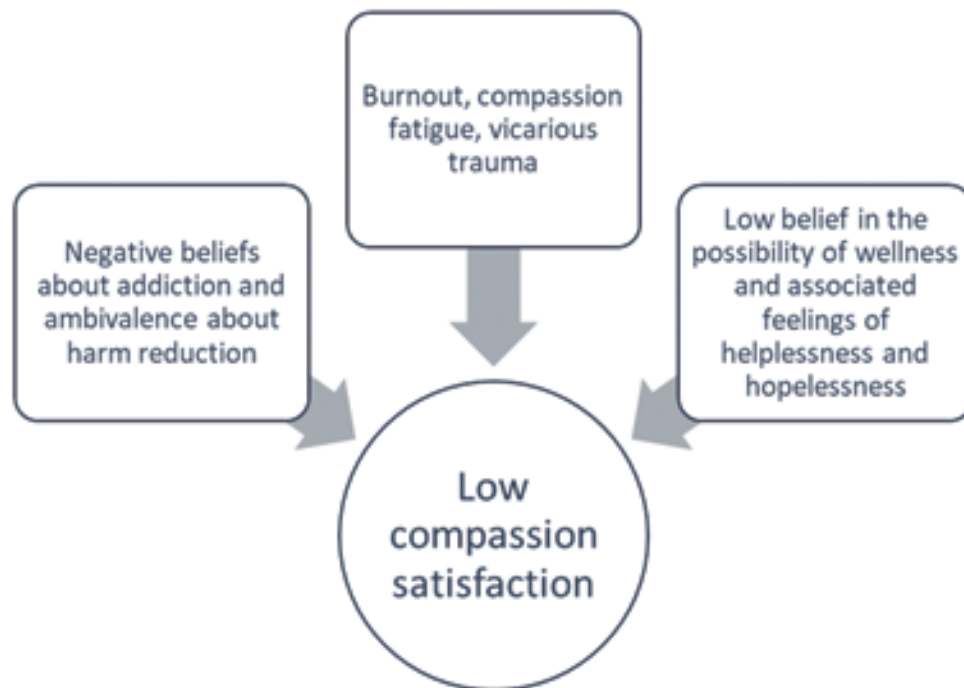 Burnout, compassion
fatigue, vicarious
trauma
Negative beliefs
about addiction and
ambivalence about
harm reduction
Low belief in the
possibility of wellness
and associated
feelings of
helplessness and
hopelessness
Low
compassion
satisfaction